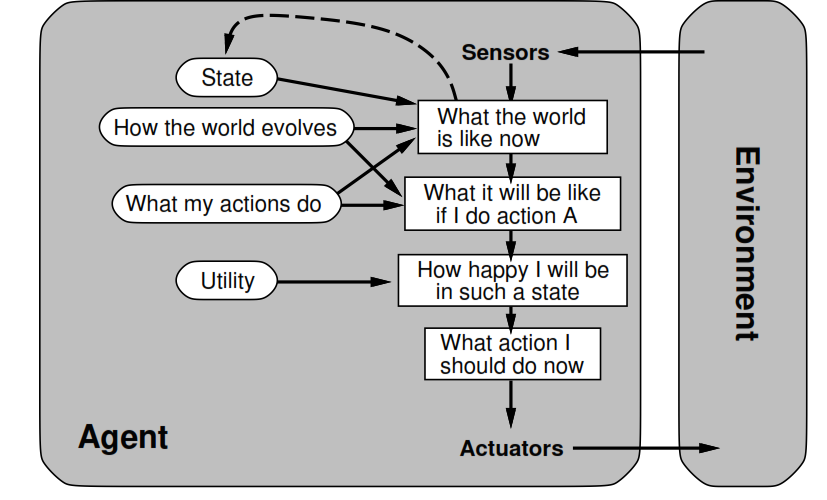 Sensors
State
What the world
is like now
How the world evolves
What it will be like
if I do action A
What my actions do
How happy I will be
in such a state
Utility
What action I
should do now
Agent
Actuators
Environment